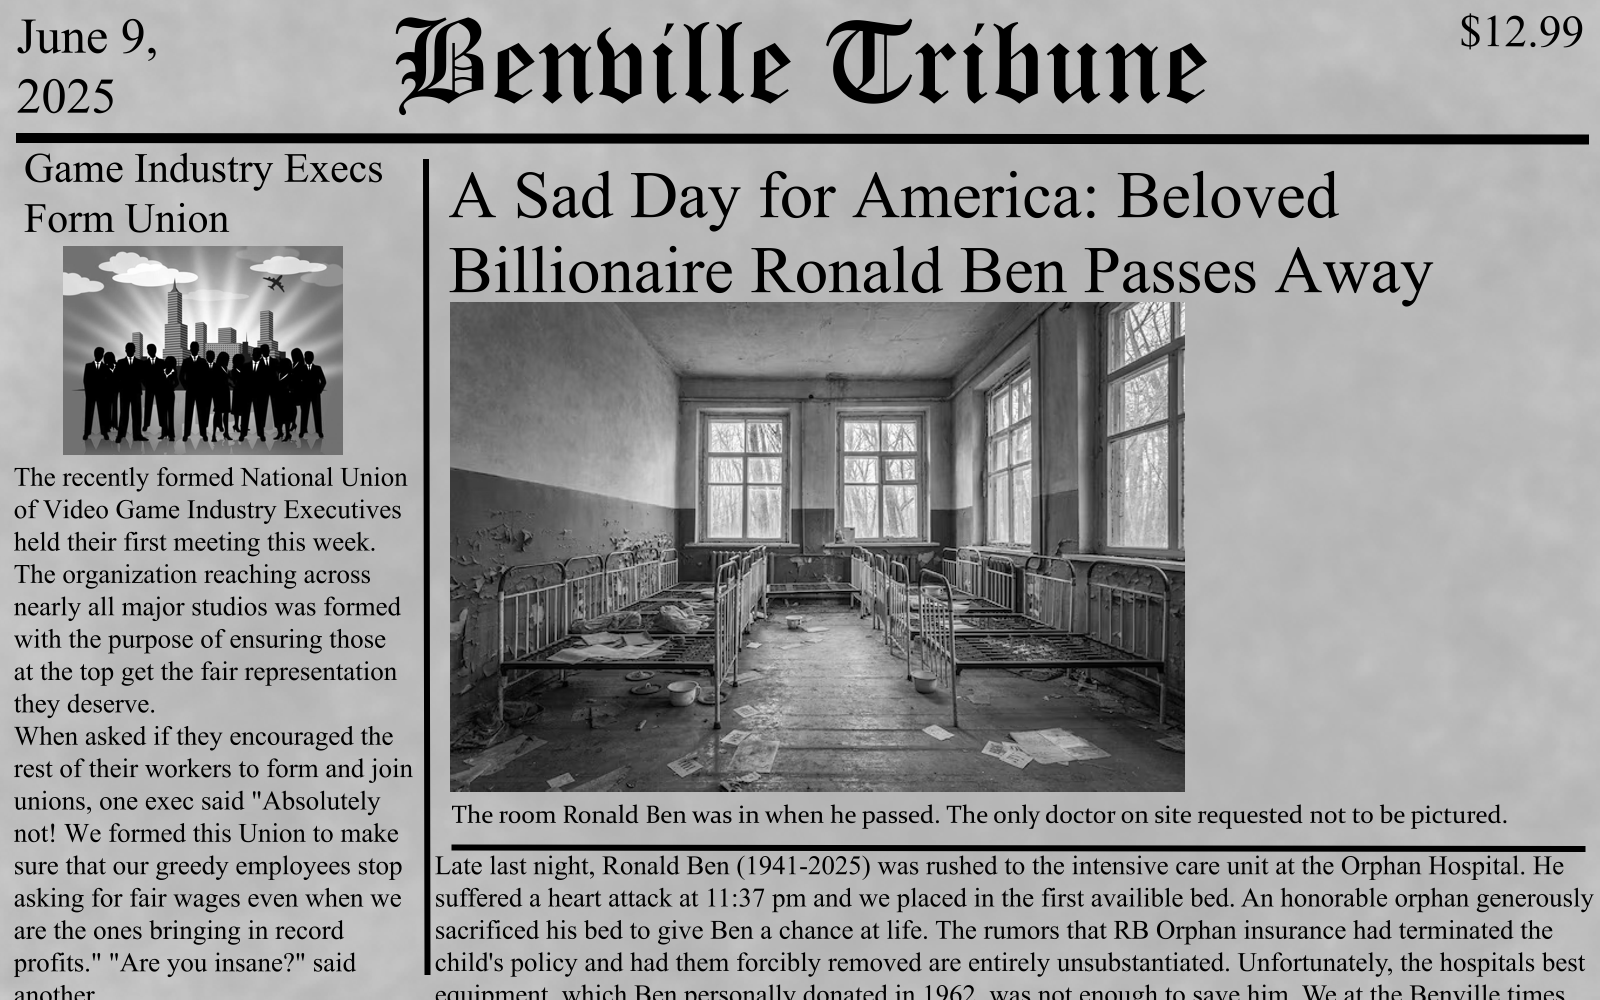 June 9,
2025
Benville Tribune
$12.99
Game Industry Execs
Form Union
The recently formed National Union
of Video Game Industry Executives
held their first meeting this week.
The organization reaching across
nearly all major studios was formed
with the purpose of ensuring those
at the top get the fair representation
they deserve.
When asked if they encouraged the
rest of their workers to form and join
unions, one exec said "Absolutely
not! We formed this Union to make
sure that our greedy employees stop
asking for fair wages even when we
are the ones bringing in record
profits." "Are you insane?" said
another
A Sad Day for America: Beloved
Billionaire Ronald Ben Passes Away
The room Ronald Ben was in when he passed. The only doctor on site requested not to be pictured.
Late last night, Ronald Ben (1941-2025) was rushed to the intensive care unit at the Orphan Hospital. He
suffered a heart attack at 11:37 pm and we placed in the first availible bed. An honorable orphan generously
sacrificed his bed to give Ben a chance at life. The rumors that RB Orphan insurance had terminated the
child's policy and had them forcibly removed are entirely unsubstantiated. Unfortunately, the hospitals best
equipment, which Ben personally donated in 1962, was not enough to save him. We at the Benville times